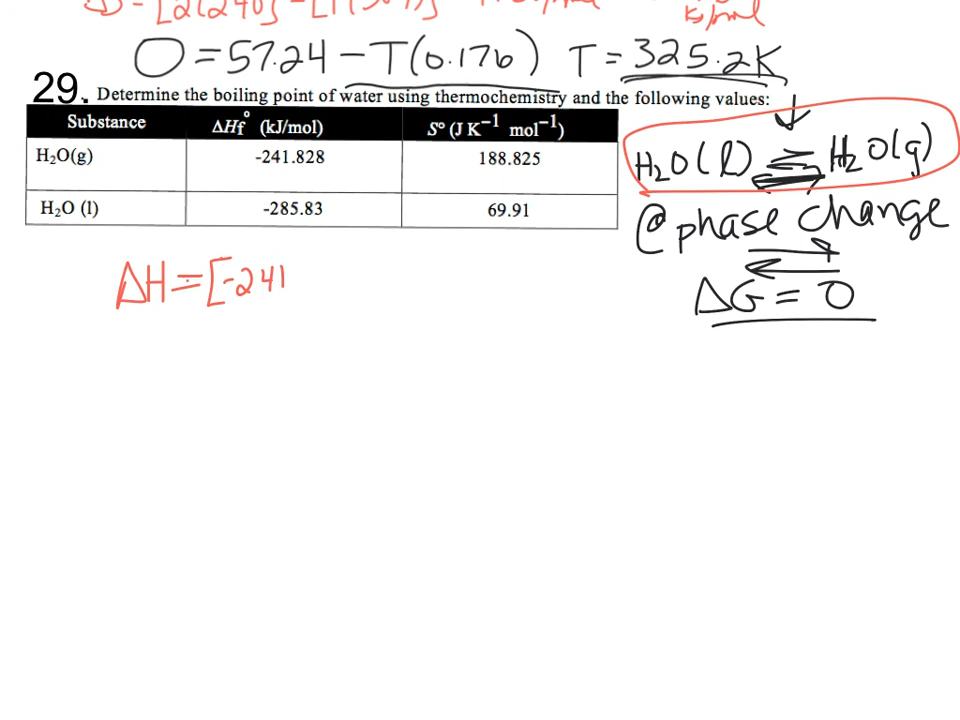 O=57.24-T(0.176) T=325.2K
29. Determine the boiling point of water using thermochemistry and the following values:
Substance ΔHf° (kJ/mol) S° (J K⁻¹ mol⁻¹)
H₂O(g) -241.828 188.825
H₂O (l) -285.83 69.91
H₂O(l) ⇌ H₂O(g)
@ phase change
ΔG = 0
ΔH=[-241